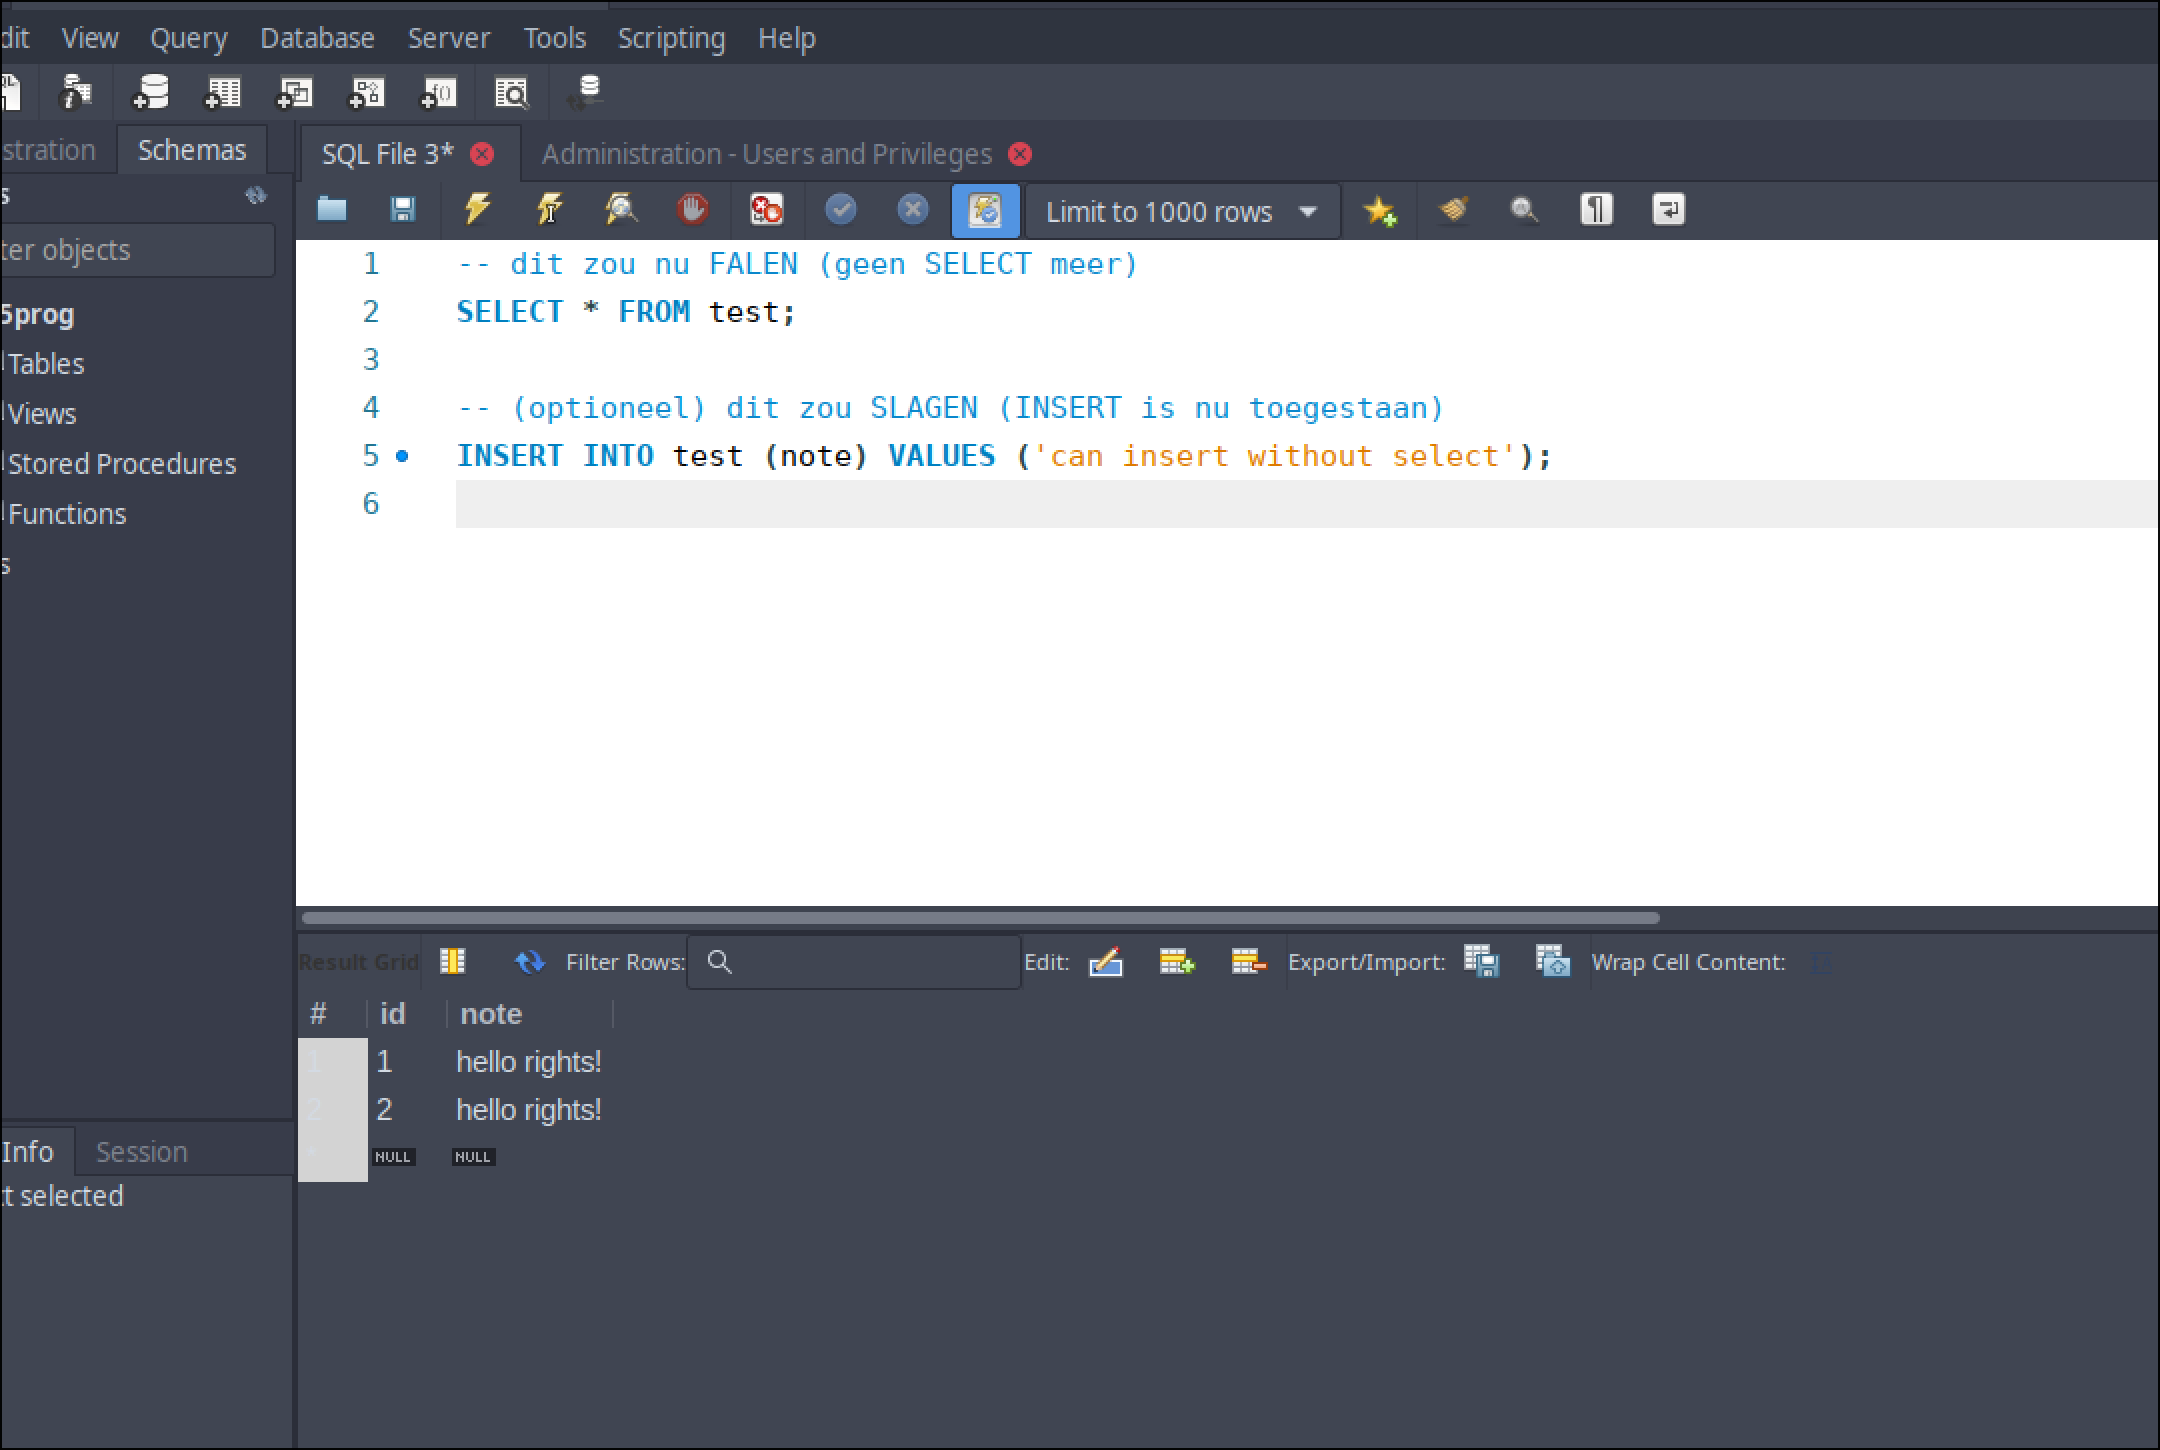 dit View Query Database Server Tools Scripting Help
stration Schemas
SQL File 3* Administration - Users and Privileges
s
Limit to 1000 rows
ter objects
5prog
Tables
Views
Stored Procedures
Functions
s
1 -- dit zou nu FALEN (geen SELECT meer)
2 SELECT * FROM test;
3
4 -- (optioneel) dit zou SLAGEN (INSERT is nu toegestaan)
5 INSERT INTO test (note) VALUES ('can insert without select');
6
Result Grid Filter Rows: Edit: Export/Import: Wrap Cell Content:
# id note
1 1 hello rights!
2 2 hello rights!
* NULL NULL
Info Session
ct selected